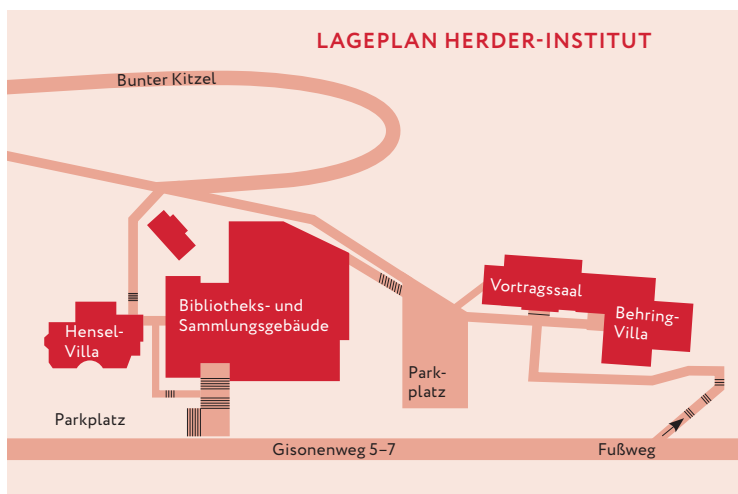 LAGEPLAN HERDER-INSTITUT
Bunter Kitzel
Vortragssaal
Bibliotheks- und
Sammlungsgebäude
Behring-
Villa
Hensel-
Villa
Park-
platz
Parkplatz
Gisonenweg 5–7
Fußweg